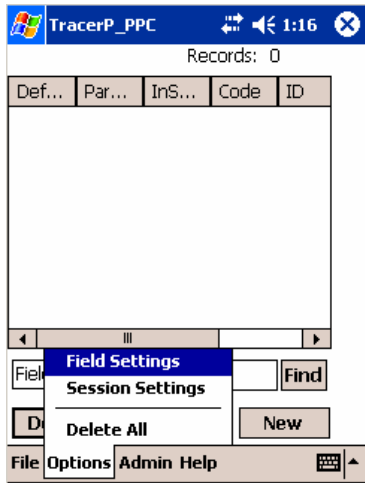 TracerP_PPC 1:16
Records: 0
Def... Par... InS... Code ID
Field Settings
Session Settings
Delete All
Find
New
File Options Admin Help